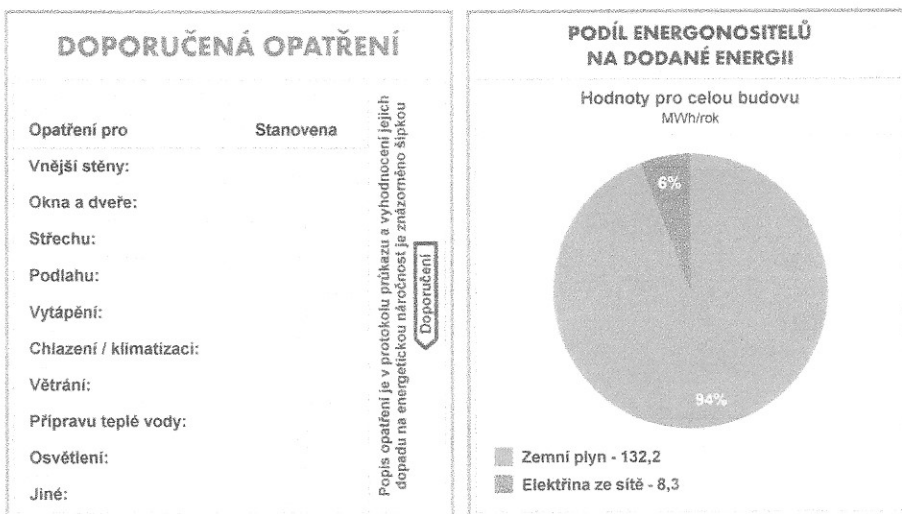 DOPORUČENÁ OPATŘENÍ
Opatření pro Stanovena
Vnější stěny:
Okna a dveře:
Střechu:
Podlahu:
Vytápění:
Chlazení / klimatizaci:
Větrání:
Přípravu teplé vody:
Osvětlení:
Jiné:
Popis opatření je v protokolu průkazu a vyhodnocení jejich
dopadu na energetickou náročnost je znázorněno šipkou
Doporučení
PODÍL ENERGONOSITELŮ
NA DODANÉ ENERGII
Hodnoty pro celou budovu
MWh/rok
6%
94%
Zemní plyn - 132,2
Elektřina ze sítě - 8,3